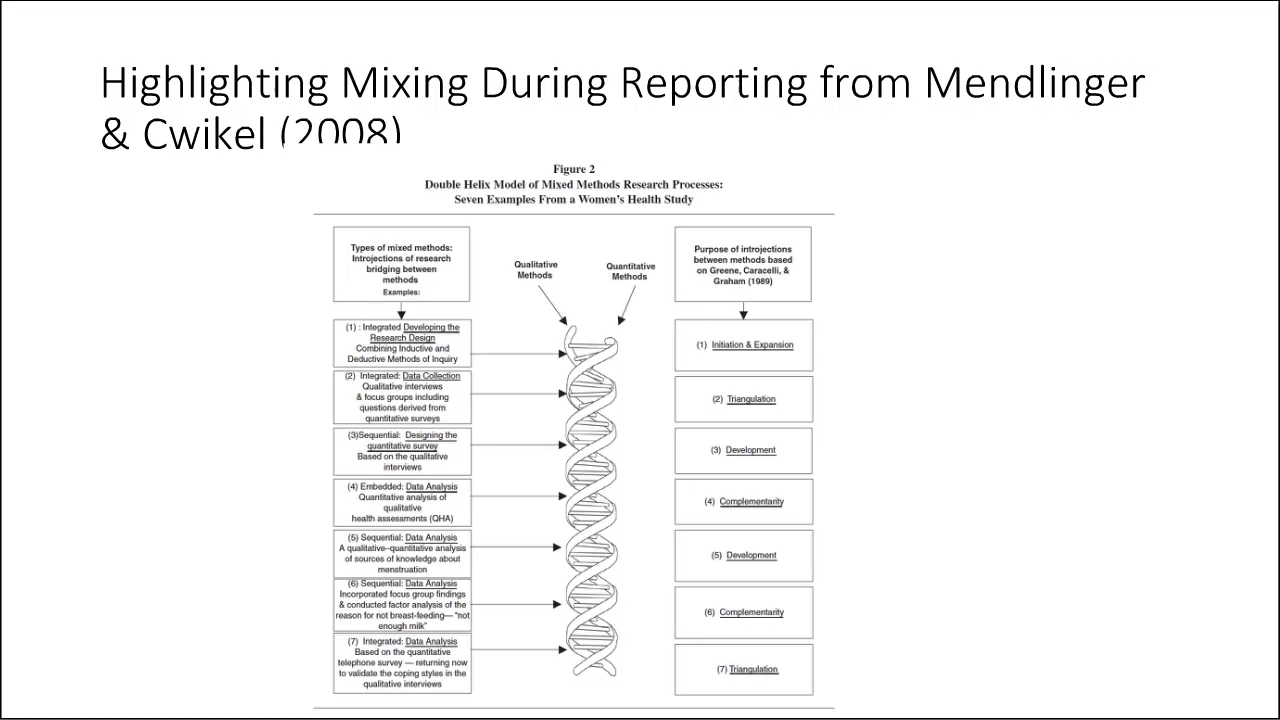 Highlighting Mixing During Reporting from Mendlinger
& Cwikel (2008)
Figure 2
Double Helix Model of Mixed Methods Research Processes:
Seven Examples From a Women's Health Study
Types of mixed methods:
Introjections of research
bridging between
methods
Examples:
Qualitative
Methods
Quantitative
Methods
Purpose of introjections
between methods based
on Greene, Caracelli, &
Graham (1989)
(1) : Integrated Developing the
Research Design
Combining Inductive and
Deductive Methods of Inquiry
(1) Initiation & Expansion
(2) Integrated: Data Collection
Qualitative interviews
& focus groups including
questions derived from
quantitative surveys
(2) Triangulation
(3)Sequential: Designing the
quantitative survey
Based on the qualitative
interviews
(3) Development
(4) Embedded: Data Analysis
Quantitative analysis of
qualitative
health assessments (QHA)
(4) Complementarity
(5) Sequential: Data Analysis
A qualitative–quantitative analysis
of sources of knowledge about
menstruation
(5) Development
(6) Sequential: Data Analysis
Incorporated focus group findings
& conducted factor analysis of the
reason for not breast-feeding— "not
enough milk"
(6) Complementarity
(7) Integrated: Data Analysis
Based on the quantitative
telephone survey — returning now
to validate the coping styles in the
qualitative interviews
(7) Triangulation